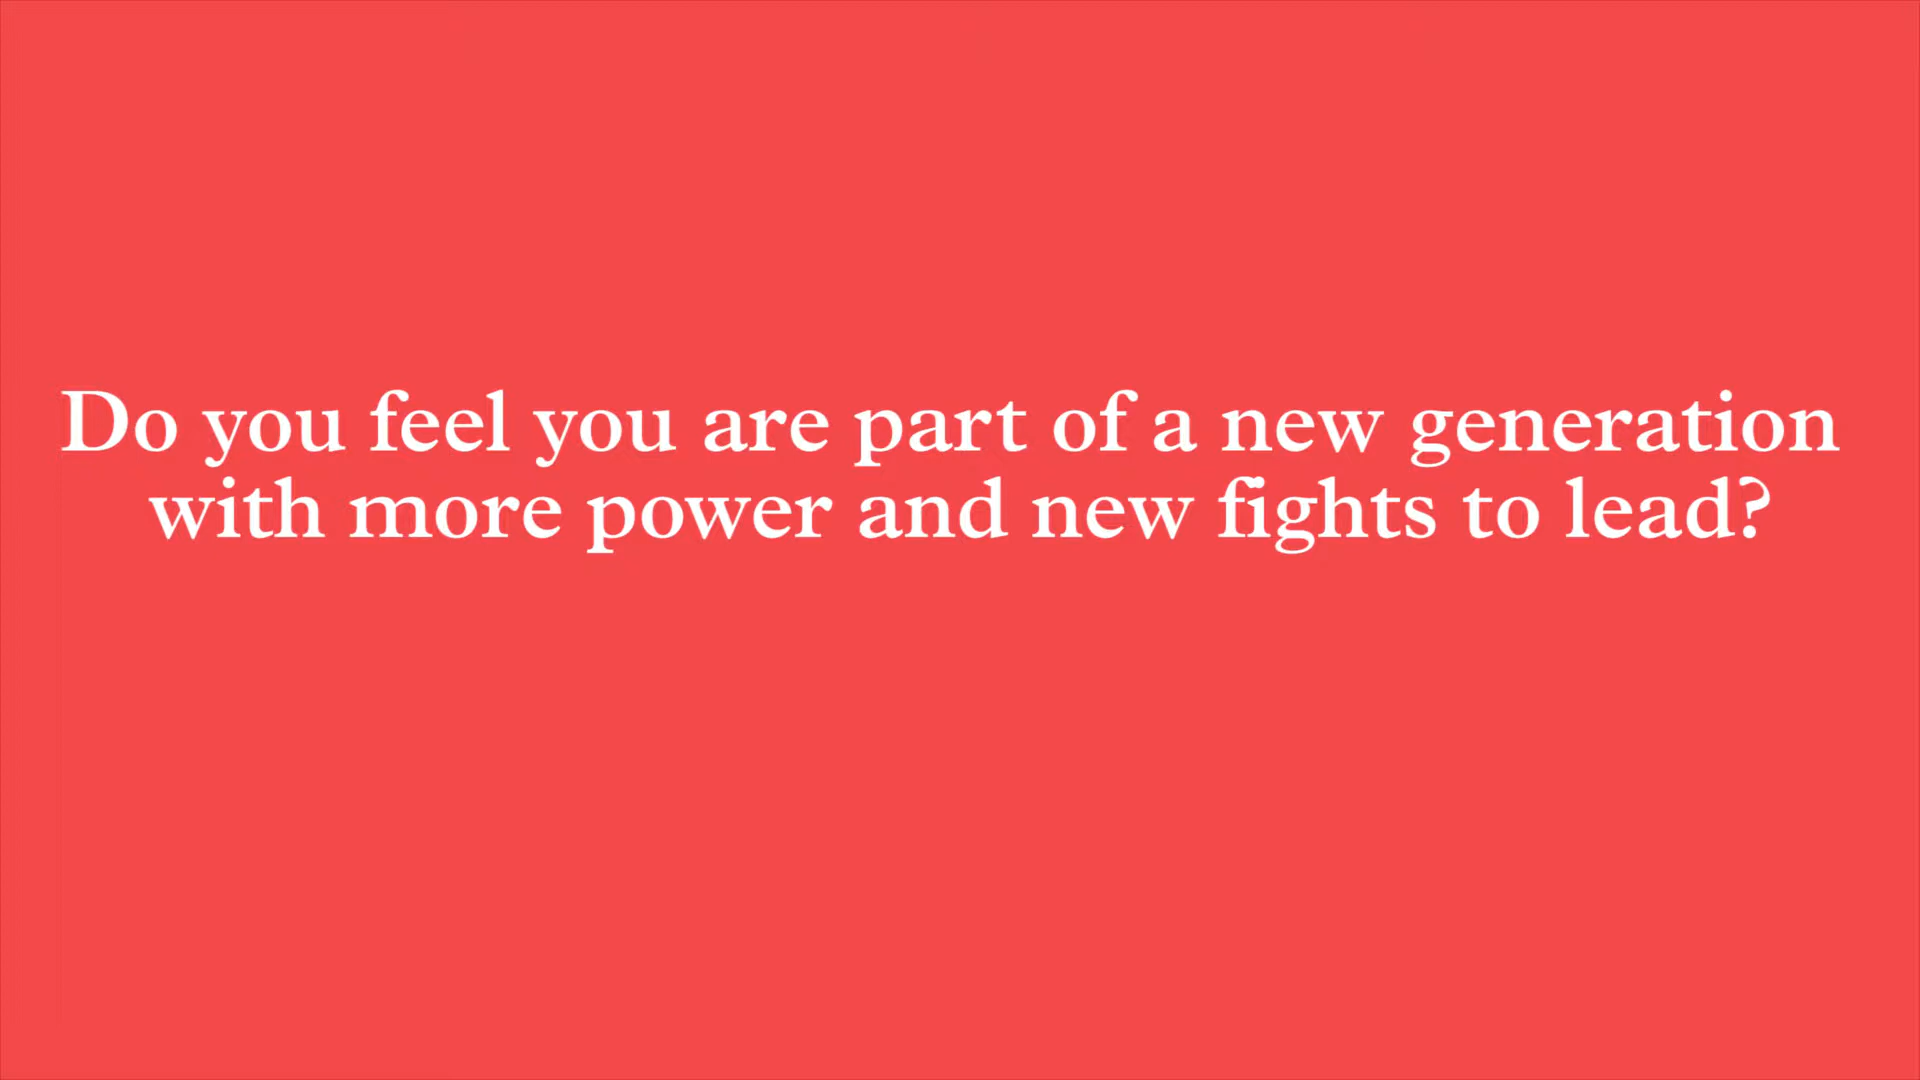 Do you feel you are part of a new generation
with more power and new fights to lead?